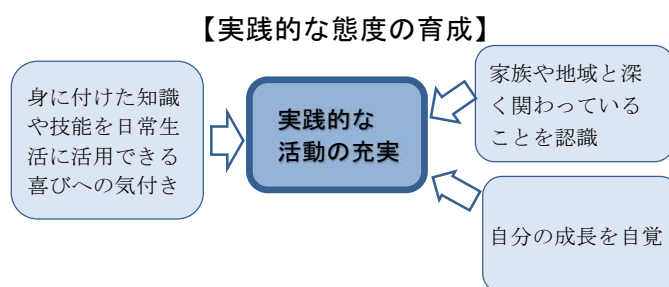 【実践的な態度の育成】
身に付けた知識
や技能を日常生
活に活用できる
喜びへの気付き
実践的な
活動の充実
家族や地域と深
く関わっている
ことを認識
自分の成長を自覚